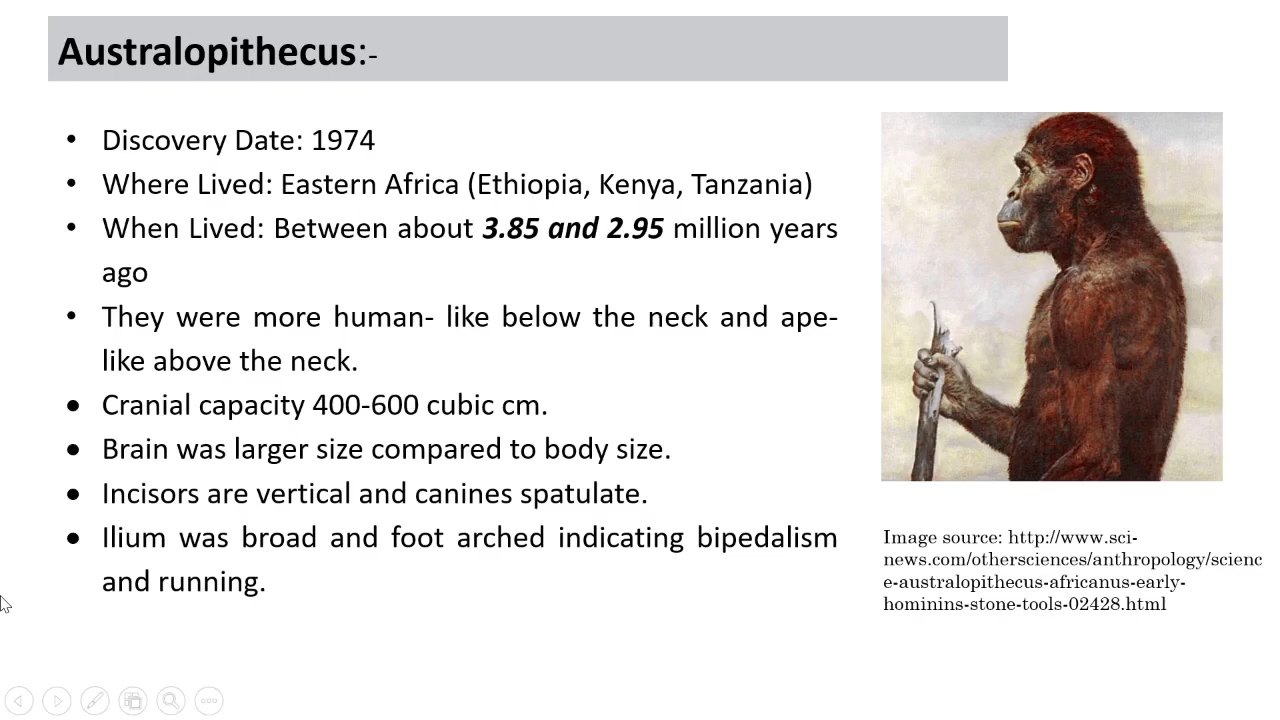 Australopithecus:-
• Discovery Date: 1974
• Where Lived: Eastern Africa (Ethiopia, Kenya, Tanzania)
• When Lived: Between about 3.85 and 2.95 million years
ago
• They were more human- like below the neck and ape-
like above the neck.
• Cranial capacity 400-600 cubic cm.
• Brain was larger size compared to body size.
• Incisors are vertical and canines spatulate.
• Ilium was broad and foot arched indicating bipedalism
and running.
Image source: http://www.sci-
news.com/othersciences/anthropology/scienc
e-australopithecus-africanus-early-
hominins-stone-tools-02428.html